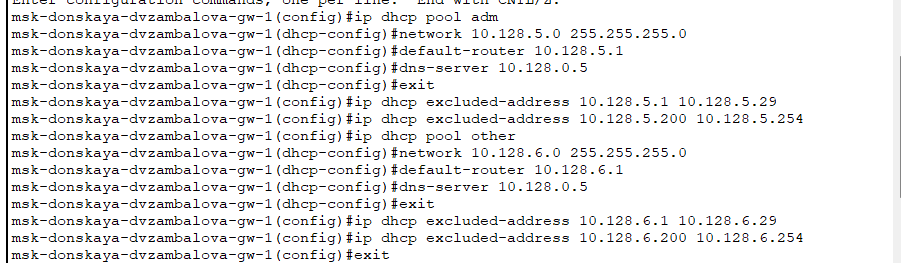 Enter configuration commands, one per line.  End with CNTL/Z.
msk-donskaya-dvzambalova-gw-1(config)#ip dhcp pool adm
msk-donskaya-dvzambalova-gw-1(dhcp-config)#network 10.128.5.0 255.255.255.0
msk-donskaya-dvzambalova-gw-1(dhcp-config)#default-router 10.128.5.1
msk-donskaya-dvzambalova-gw-1(dhcp-config)#dns-server 10.128.0.5
msk-donskaya-dvzambalova-gw-1(dhcp-config)#exit
msk-donskaya-dvzambalova-gw-1(config)#ip dhcp excluded-address 10.128.5.1 10.128.5.29
msk-donskaya-dvzambalova-gw-1(config)#ip dhcp excluded-address 10.128.5.200 10.128.5.254
msk-donskaya-dvzambalova-gw-1(config)#ip dhcp pool other
msk-donskaya-dvzambalova-gw-1(dhcp-config)#network 10.128.6.0 255.255.255.0
msk-donskaya-dvzambalova-gw-1(dhcp-config)#default-router 10.128.6.1
msk-donskaya-dvzambalova-gw-1(dhcp-config)#dns-server 10.128.0.5
msk-donskaya-dvzambalova-gw-1(dhcp-config)#exit
msk-donskaya-dvzambalova-gw-1(config)#ip dhcp excluded-address 10.128.6.1 10.128.6.29
msk-donskaya-dvzambalova-gw-1(config)#ip dhcp excluded-address 10.128.6.200 10.128.6.254
msk-donskaya-dvzambalova-gw-1(config)#exit